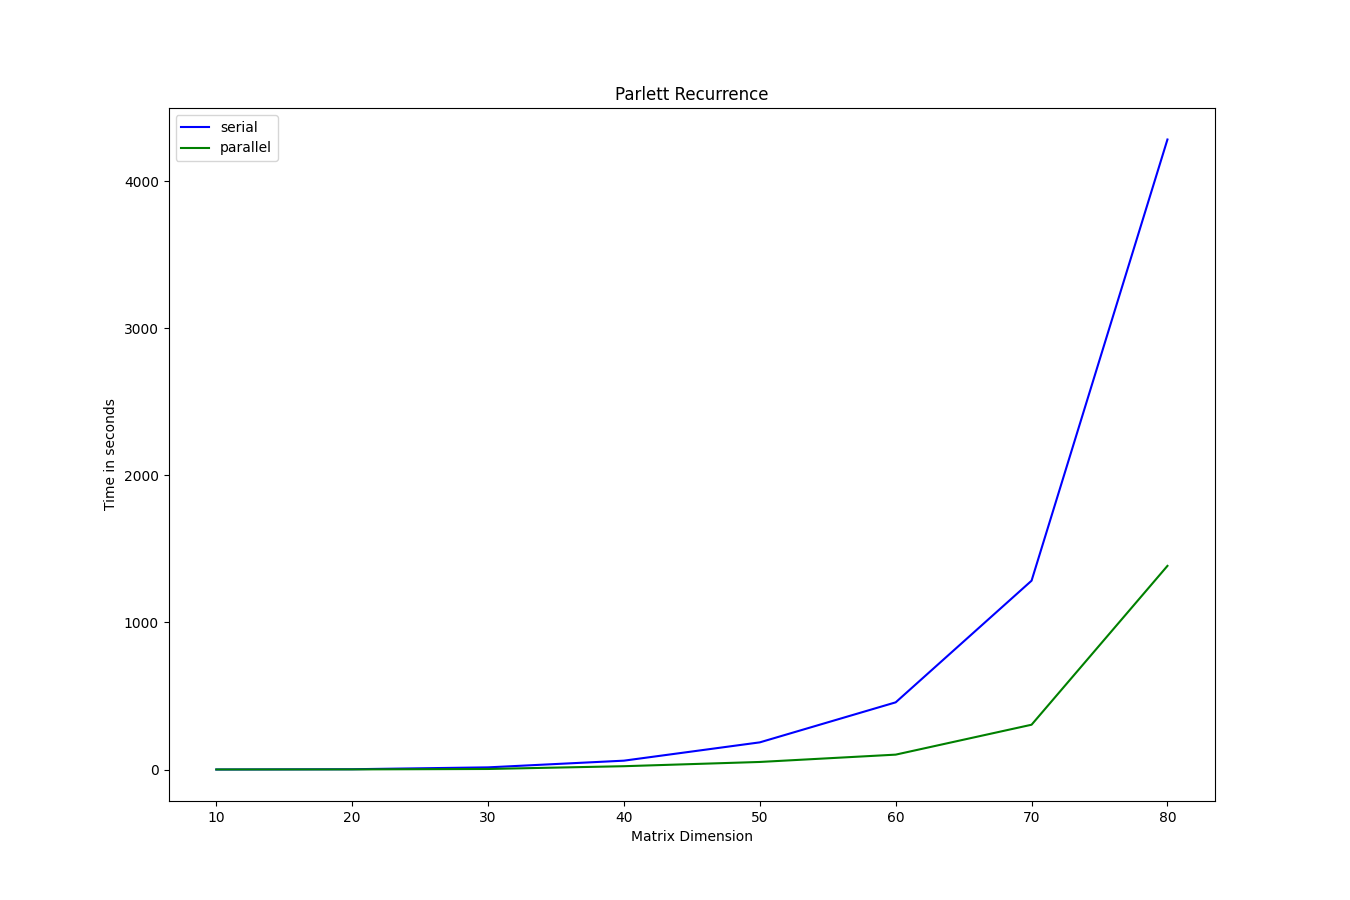 Parlett Recurrence
serial
parallel
4000
3000
2000
1000
0
Time in seconds
10 20 30 40 50 60 70 80
Matrix Dimension